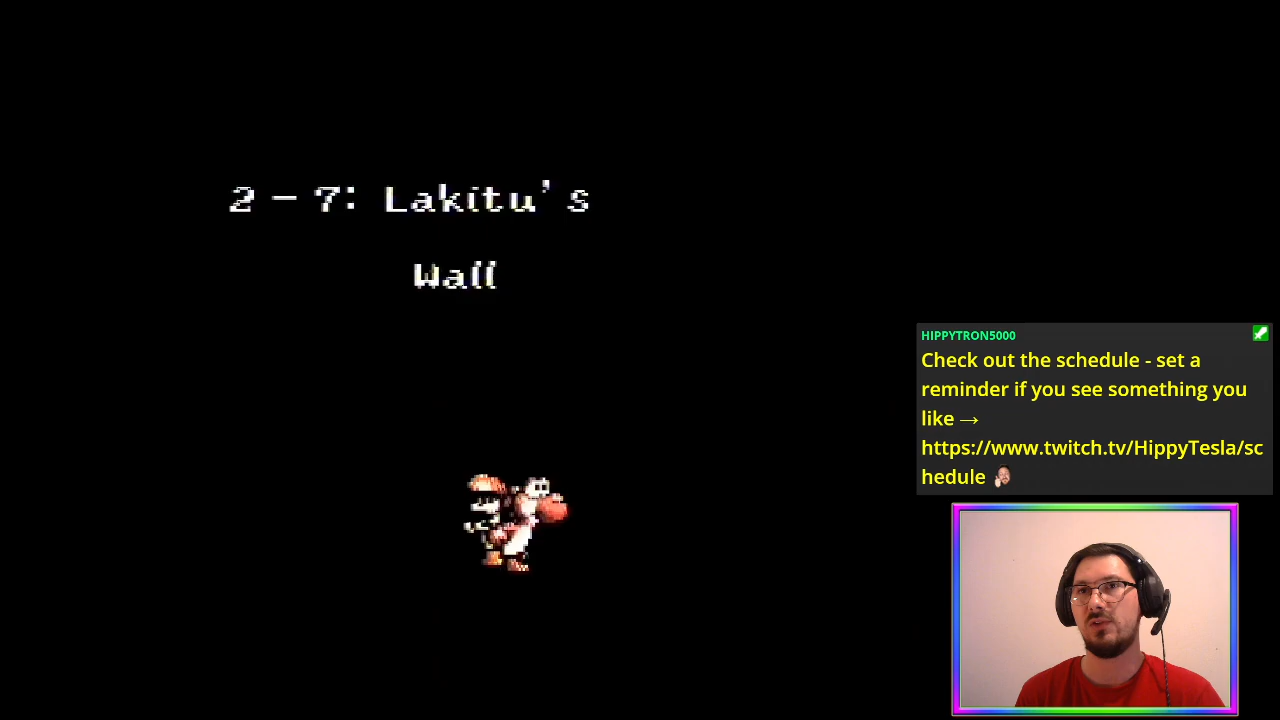 2-7: Lakitu's
Wall
HIPPYTRON5000
Check out the schedule - set a
reminder if you see something you
like →
https://www.twitch.tv/HippyTesla/sc
hedule